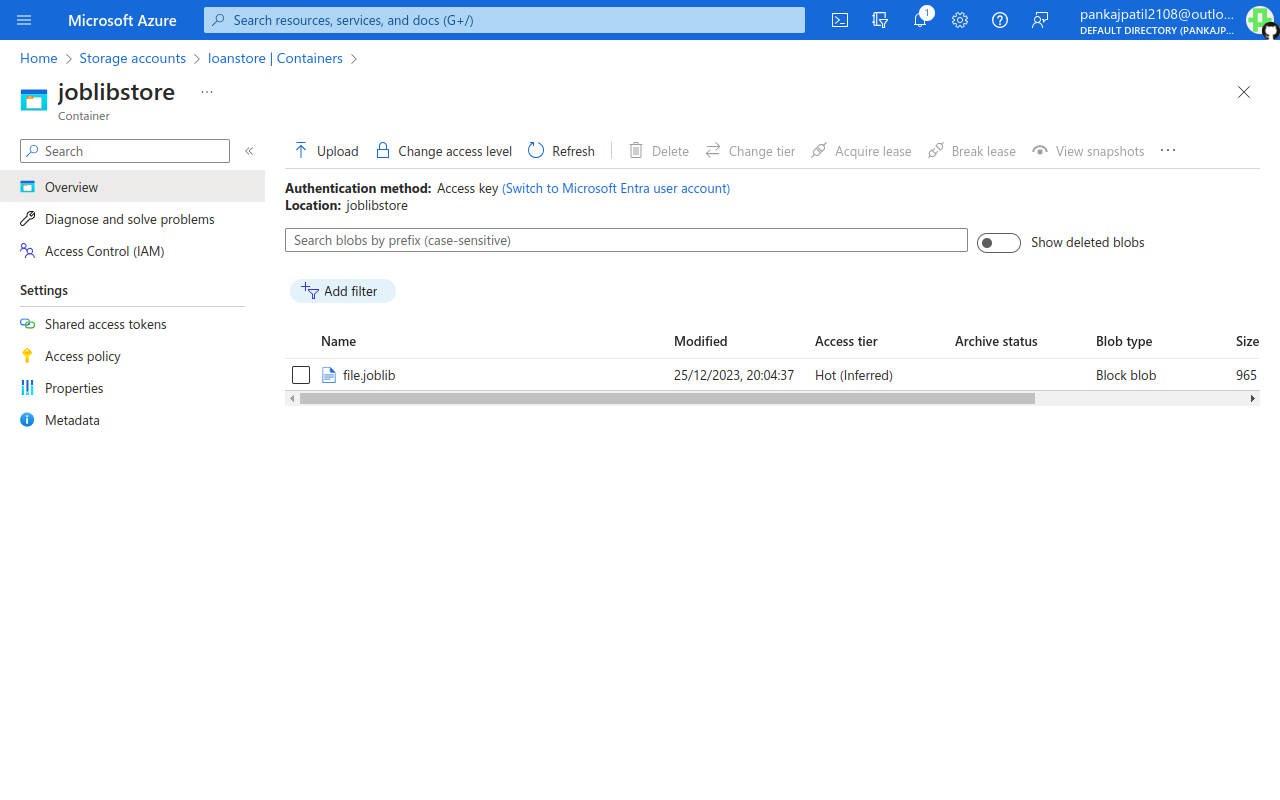 Microsoft Azure
Search resources, services, and docs (G+/)
1
pankajpatil2108@outlo...
DEFAULT DIRECTORY (PANKAJP...
Home > Storage accounts > loanstore | Containers >
joblibstore ...
Container
Search
«
Overview
Diagnose and solve problems
Access Control (IAM)
Settings
Shared access tokens
Access policy
Properties
Metadata
Upload Change access level Refresh Delete Change tier Acquire lease Break lease View snapshots ...
Authentication method: Access key (Switch to Microsoft Entra user account)
Location: joblibstore
Search blobs by prefix (case-sensitive)
Show deleted blobs
Add filter
Name Modified Access tier Archive status Blob type Size
file.joblib 25/12/2023, 20:04:37 Hot (Inferred) Block blob 965